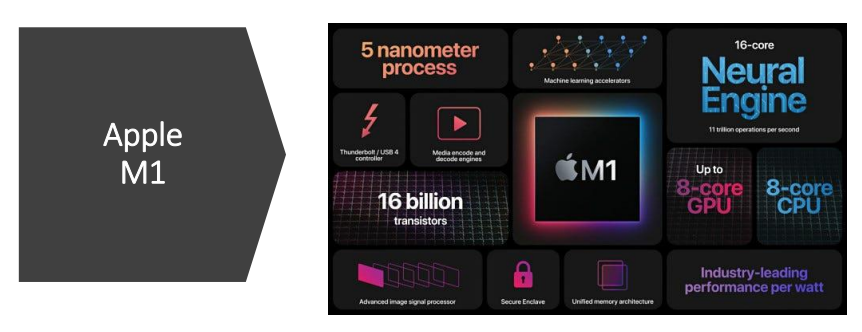 Apple
M1
5 nanometer
process
Machine learning accelerators
16-core
Neural
Engine
11 trillion operations per second
Thunderbolt / USB 4
controller
Media encode and
decode engines
M1
Up to
8-core
GPU
8-core
CPU
16 billion
transistors
Advanced image signal processor
Secure Enclave
Unified memory architecture
Industry-leading
performance per watt